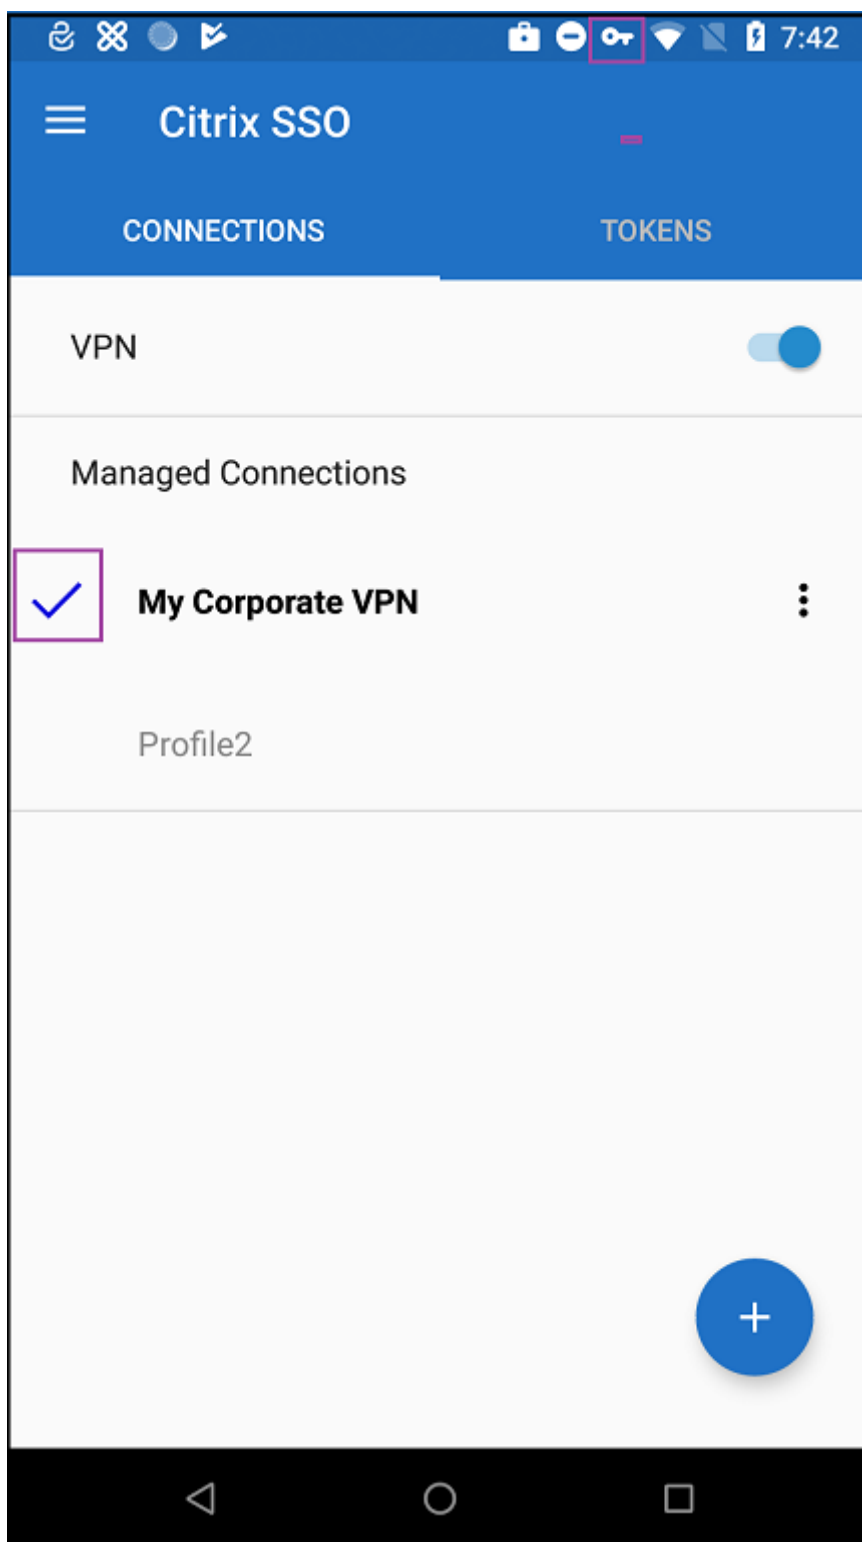 7:42
Citrix SSO
CONNECTIONS
TOKENS
VPN
Managed Connections
My Corporate VPN
Profile2